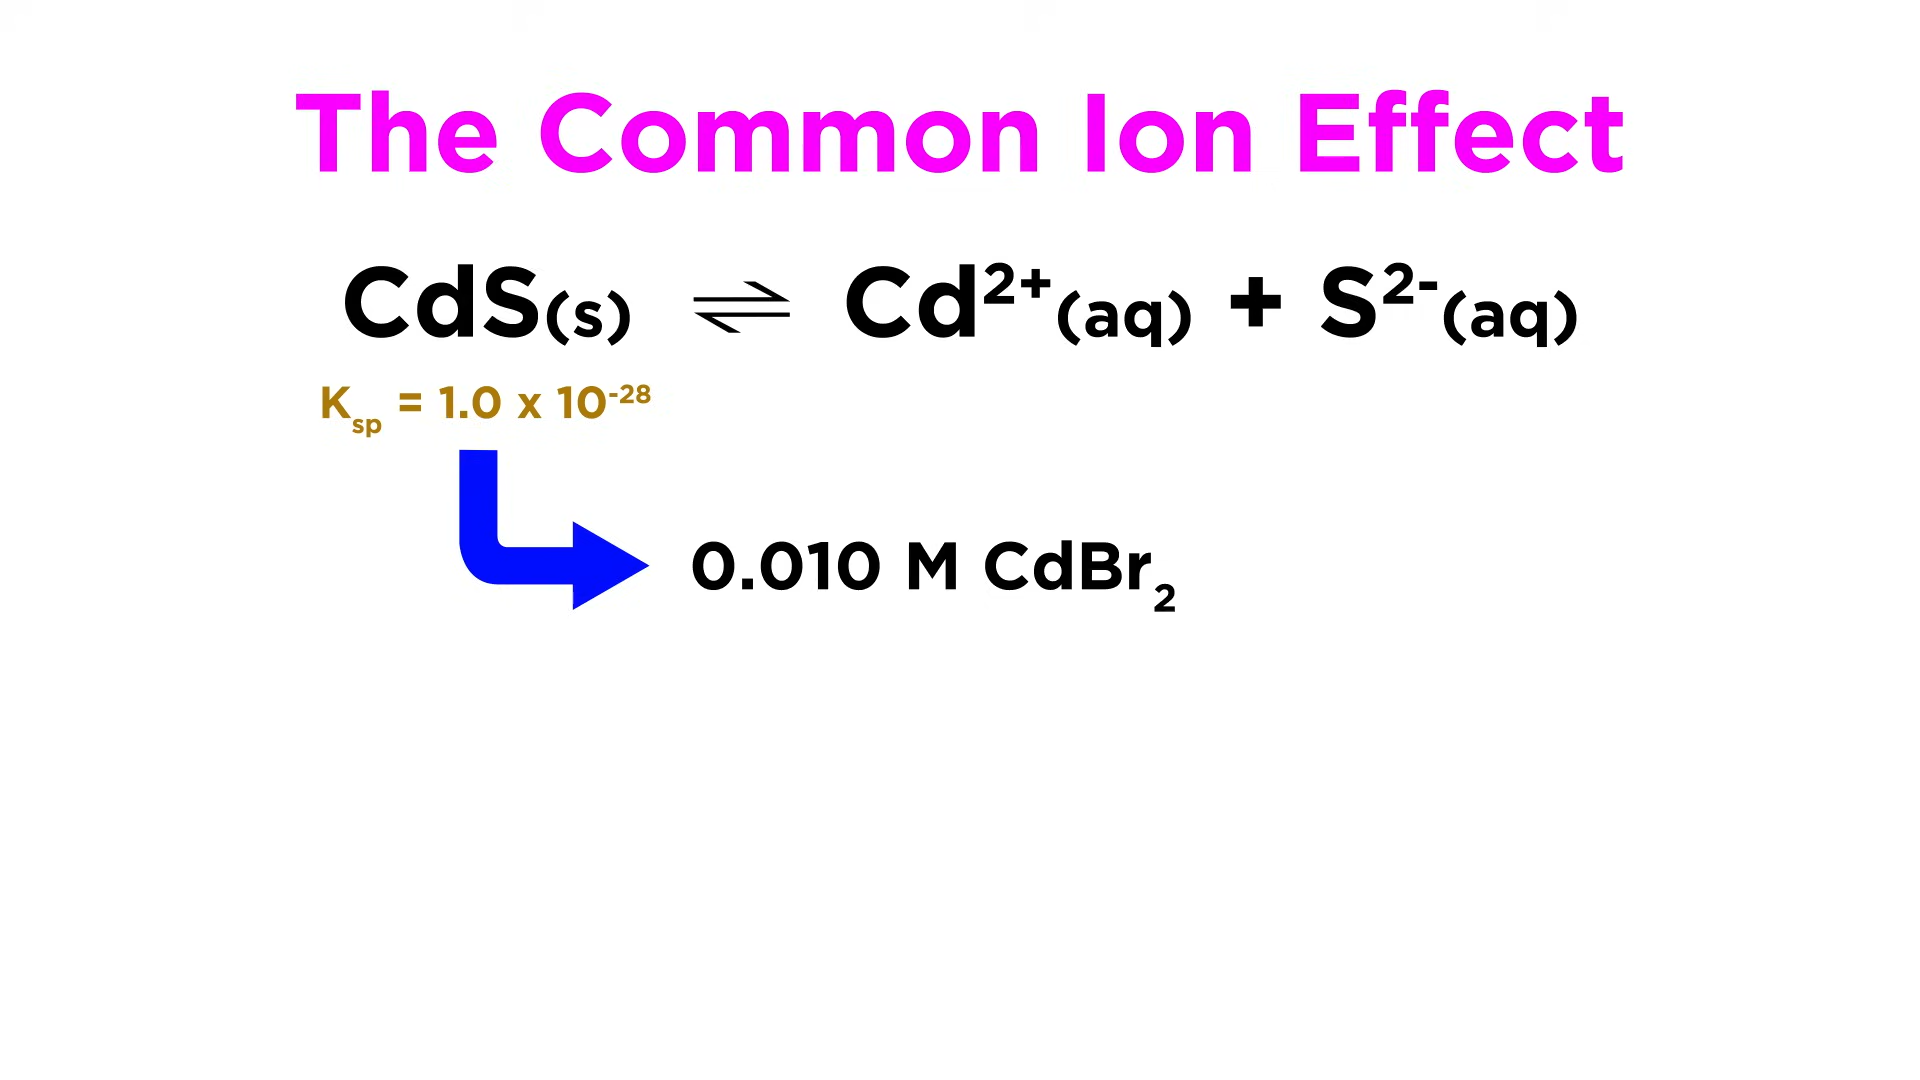 The Common Ion Effect
CdS(s) ⇌ Cd²⁺(aq) + S²⁻(aq)
Kₛₚ = 1.0 x 10⁻²⁸
0.010 M CdBr₂